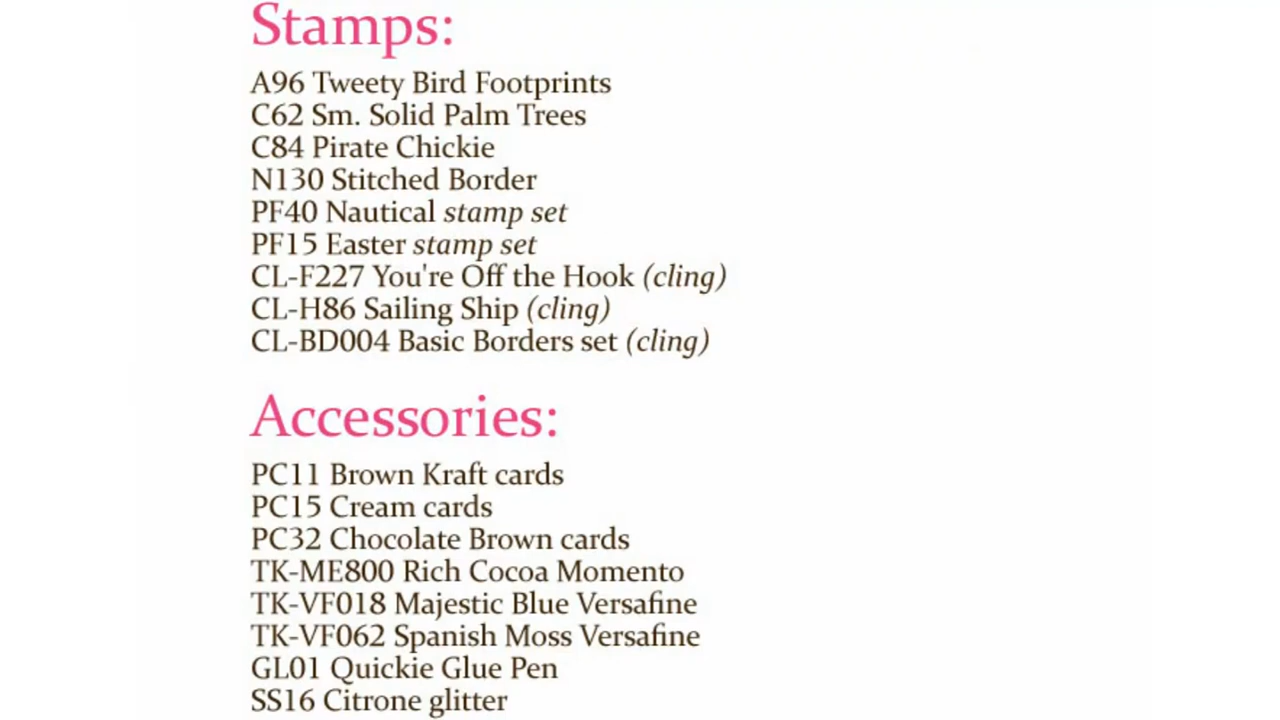 Stamps:
A96 Tweety Bird Footprints
C62 Sm. Solid Palm Trees
C84 Pirate Chickie
N130 Stitched Border
PF40 Nautical stamp set
PF15 Easter stamp set
CL-F227 You're Off the Hook (cling)
CL-H86 Sailing Ship (cling)
CL-BD004 Basic Borders set (cling)
Accessories:
PC11 Brown Kraft cards
PC15 Cream cards
PC32 Chocolate Brown cards
TK-ME800 Rich Cocoa Momento
TK-VF018 Majestic Blue Versafine
TK-VF062 Spanish Moss Versafine
GL01 Quickie Glue Pen
SS16 Citrone glitter